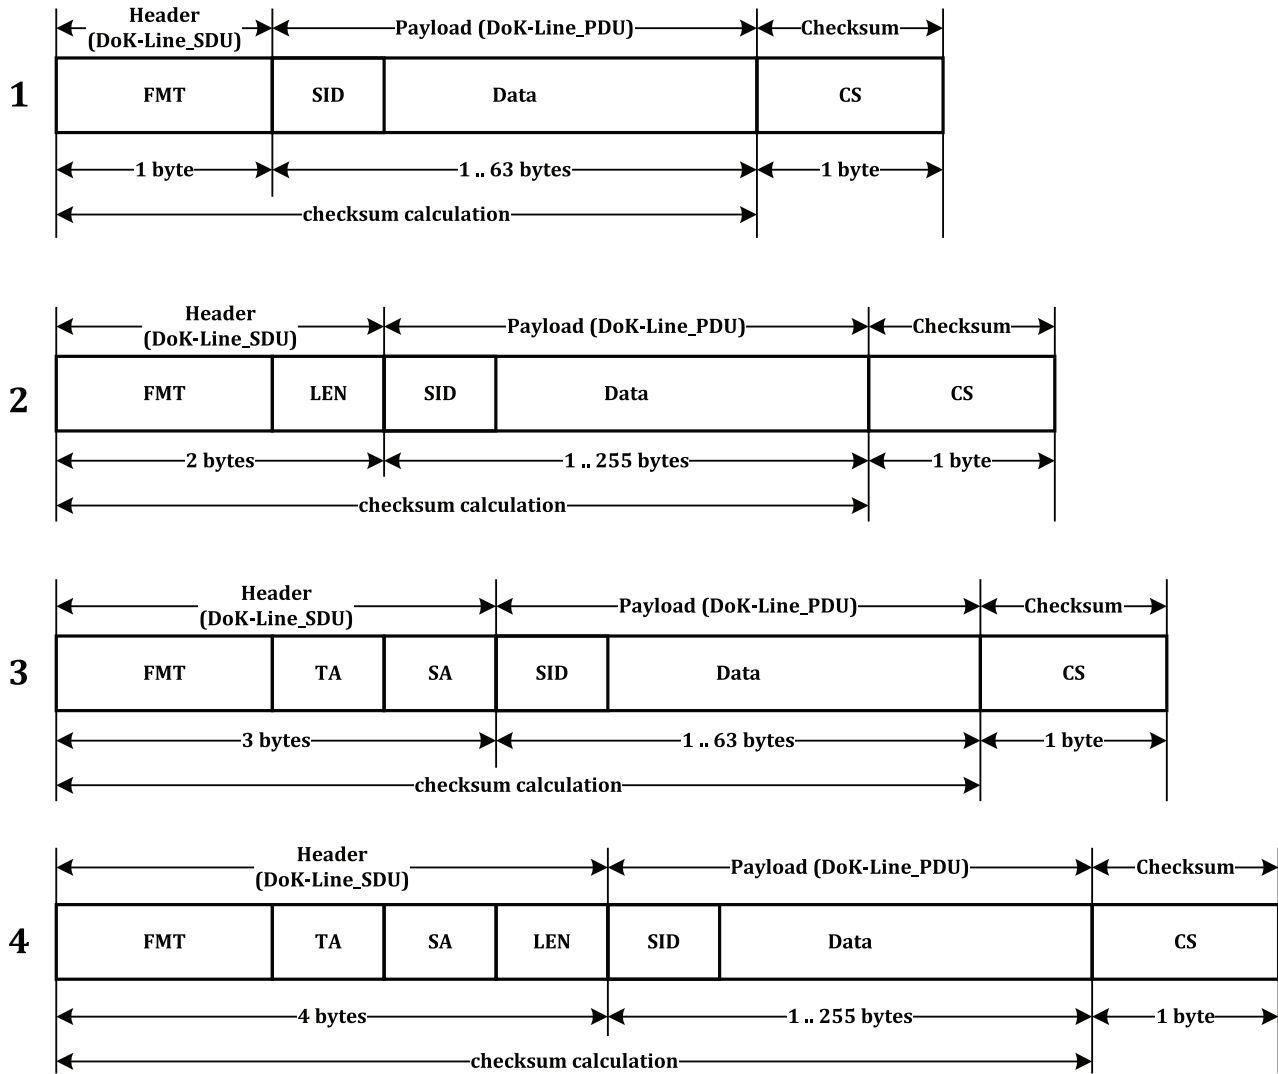 Header
(DoK-Line_SDU)
Payload (DoK-Line_PDU)
Checksum
1
FMT
SID
Data
CS
1 byte
1 .. 63 bytes
1 byte
checksum calculation
Header
(DoK-Line_SDU)
Payload (DoK-Line_PDU)
Checksum
2
FMT
LEN
SID
Data
CS
2 bytes
1 .. 255 bytes
1 byte
checksum calculation
Header
(DoK-Line_SDU)
Payload (DoK-Line_PDU)
Checksum
3
FMT
TA
SA
SID
Data
CS
3 bytes
1 .. 63 bytes
1 byte
checksum calculation
Header
(DoK-Line_SDU)
Payload (DoK-Line_PDU)
Checksum
4
FMT
TA
SA
LEN
SID
Data
CS
4 bytes
1 .. 255 bytes
1 byte
checksum calculation